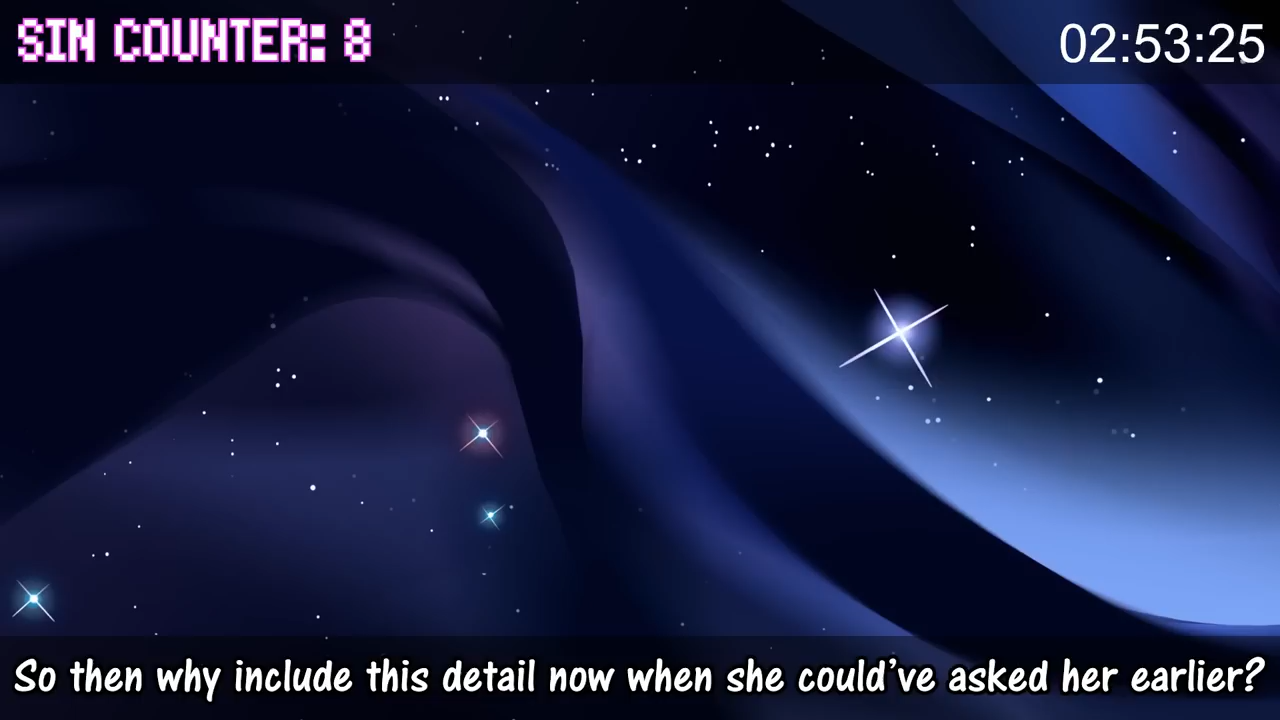 SIN COUNTER: 8
02:53:25
So then why include this detail now when she could've asked her earlier?